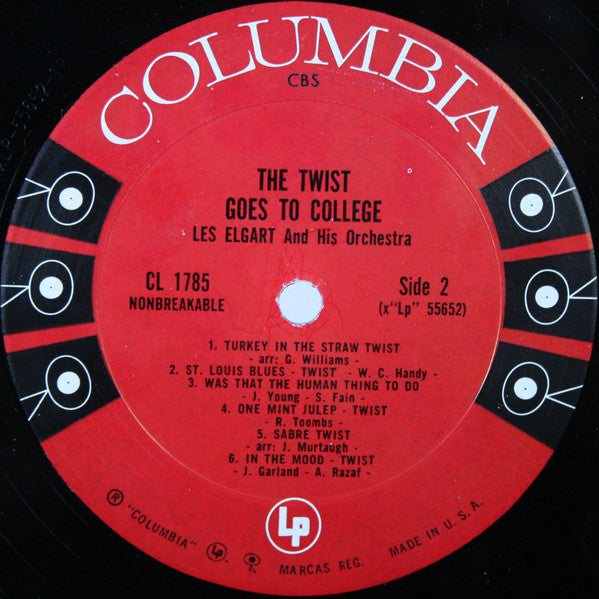 COLUMBIA
CBS
THE TWIST
GOES TO COLLEGE
LES ELGART And His Orchestra
CL 1785
NONBREAKABLE
Side 2
(x"Lp" 55652)
1. TURKEY IN THE STRAW TWIST
- arr: G. Williams -
2. ST. LOUIS BLUES - TWIST - W. C. Handy -
3. WAS THAT THE HUMAN THING TO DO
- J. Young - S. Fain -
4. ONE MINT JULEP - TWIST
- R. Toombs -
5. SABRE TWIST
- arr: J. Murtaugh -
6. IN THE MOOD - TWIST
- J. Garland - A. Razaf -
Lp
® "COLUMBIA" Lp MARCAS REG. MADE IN U. S. A.